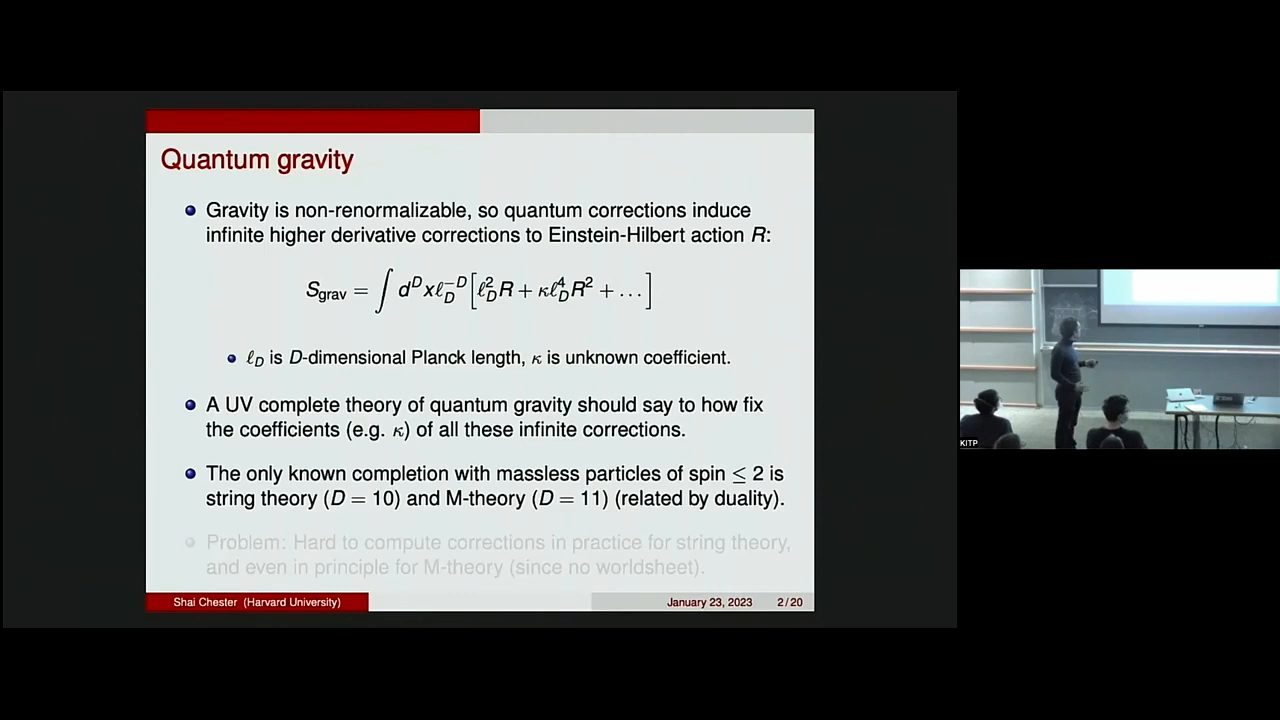 Quantum gravity
Gravity is non-renormalizable, so quantum corrections induce
infinite higher derivative corrections to Einstein-Hilbert action R:
S_grav = ∫ d^D x ℓ_D^{-D} [ℓ_D^2 R + κℓ_D^4 R^2 + . . .]
ℓ_D is D-dimensional Planck length, κ is unknown coefficient.
A UV complete theory of quantum gravity should say to how fix
the coefficients (e.g. κ) of all these infinite corrections.
The only known completion with massless particles of spin ≤ 2 is
string theory (D = 10) and M-theory (D = 11) (related by duality).
Problem: Hard to compute corrections in practice for string theory,
and even in principle for M-theory (since no worldsheet).
Shai Chester (Harvard University)
January 23, 2023
2/20
KITP